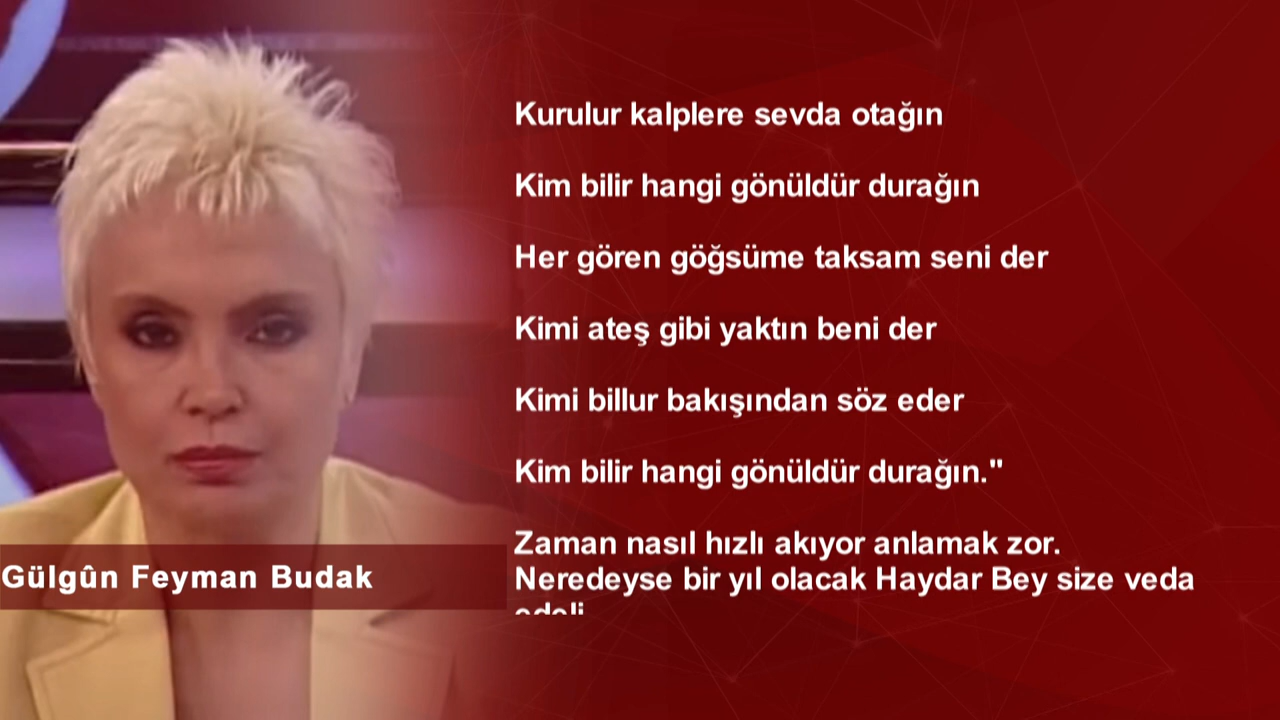 Kurulur kalplere sevda otağın
Kim bilir hangi gönüldür durağın
Her gören göğsüme taksam seni der
Kimi ateş gibi yaktın beni der
Kimi billur bakışından söz eder
Kim bilir hangi gönüldür durağın."
Zaman nasıl hızlı akıyor anlamak zor.
Neredeyse bir yıl olacak Haydar Bey size veda
Gülgûn Feyman Budak